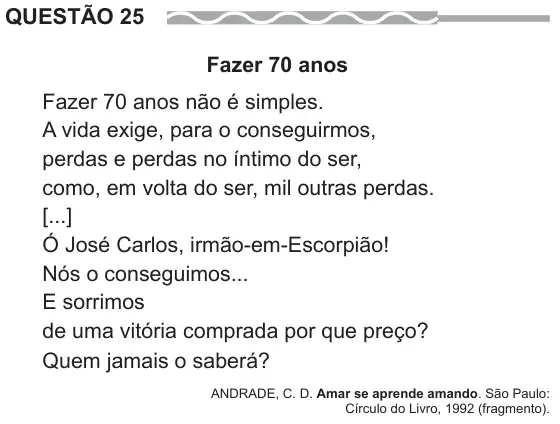 QUESTÃO 25
Fazer 70 anos
Fazer 70 anos não é simples.
A vida exige, para o conseguirmos,
perdas e perdas no íntimo do ser,
como, em volta do ser, mil outras perdas.
[...]
Ó José Carlos, irmão-em-Escorpião!
Nós o conseguimos...
E sorrimos
de uma vitória comprada por que preço?
Quem jamais o saberá?
ANDRADE, C. D. Amar se aprende amando. São Paulo:
Círculo do Livro, 1992 (fragmento).